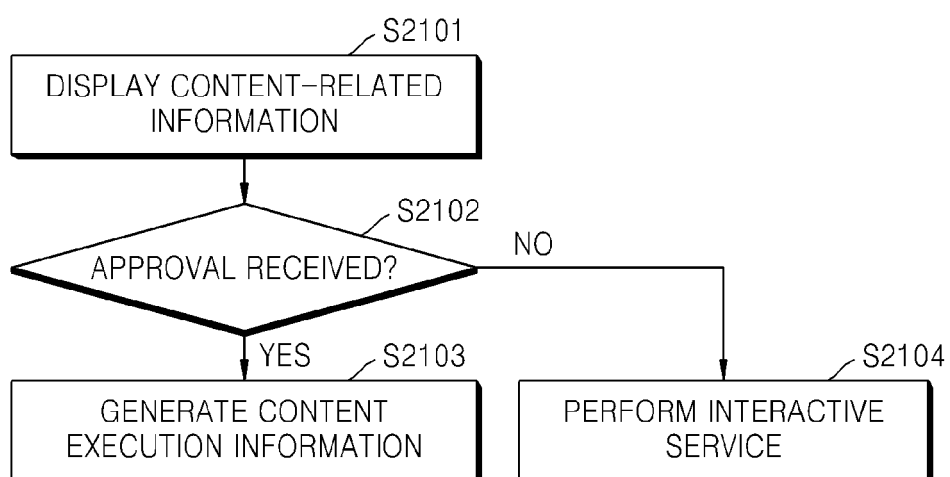 S2101
DISPLAY CONTENT-RELATED
INFORMATION
S2102
APPROVAL RECEIVED?
NO
YES
S2103
GENERATE CONTENT
EXECUTION INFORMATION
S2104
PERFORM INTERACTIVE
SERVICE